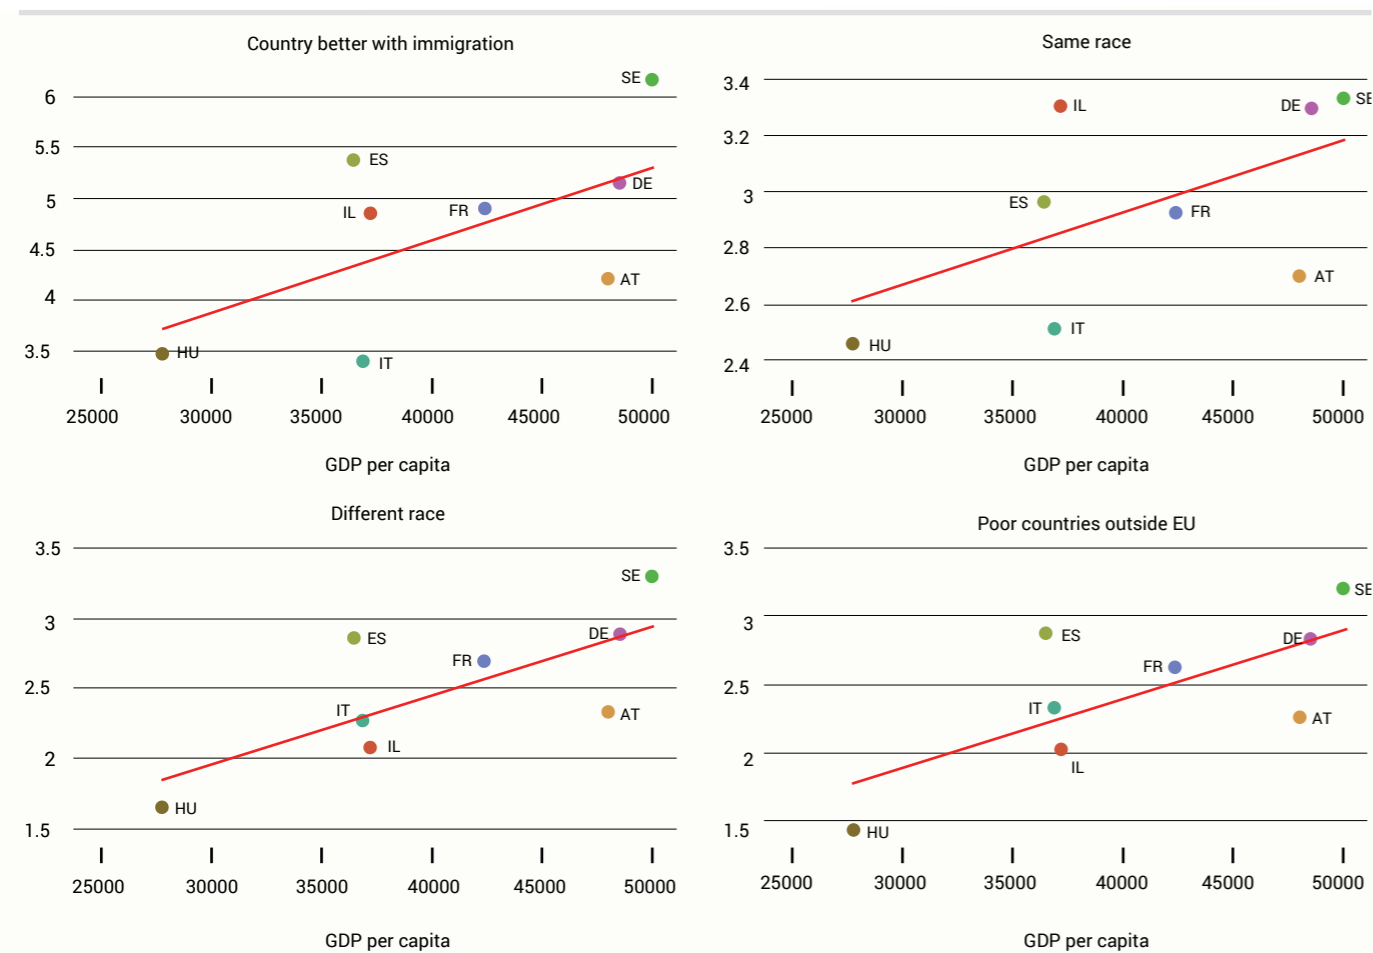 Country better with immigration
SE
6
5.5
ES
DE
5
IL
FR
4.5
AT
4
3.5
HU
IT
25000 30000 35000 40000 45000 50000
GDP per capita
Same race
3.4
IL
DE
SE
3.2
3
ES
FR
2.8
AT
2.6
IT
HU
2.4
25000 30000 35000 40000 45000 50000
GDP per capita
Different race
3.5
SE
3
ES
DE
FR
2.5
IT
AT
IL
2
HU
1.5
25000 30000 35000 40000 45000 50000
GDP per capita
Poor countries outside EU
3.5
SE
3
ES
DE
FR
2.5
IT
AT
2
IL
1.5
HU
25000 30000 35000 40000 45000 50000
GDP per capita